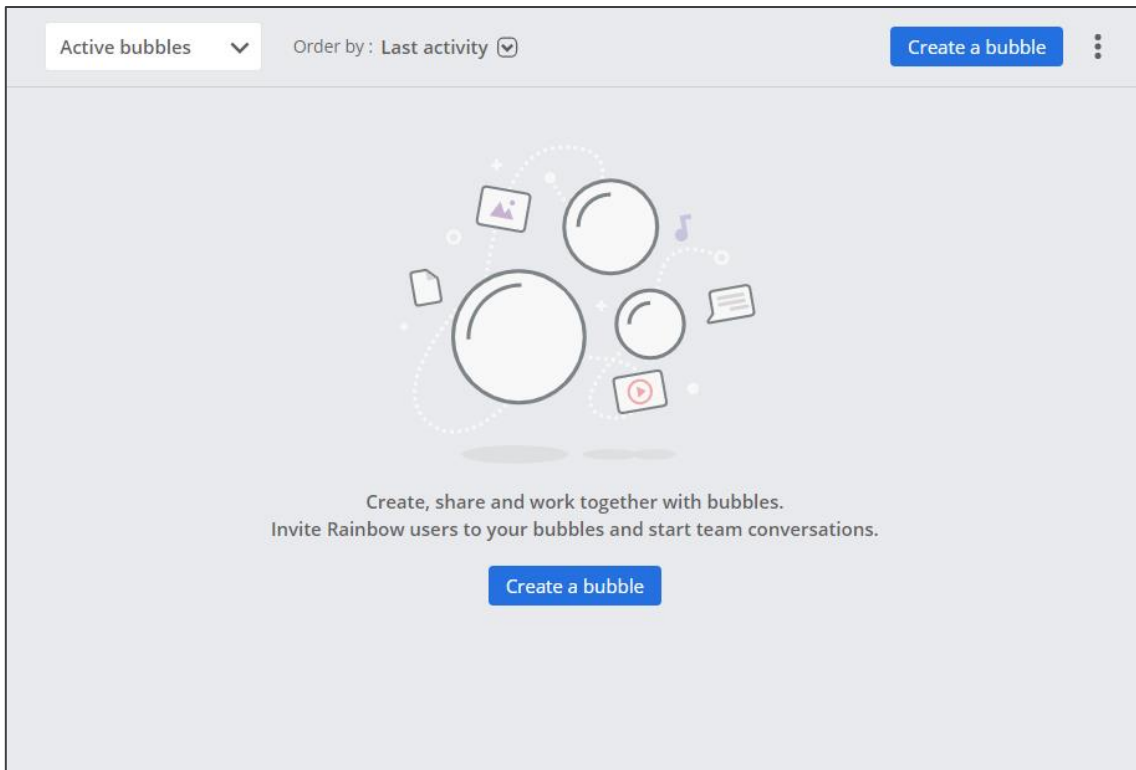 Active bubbles
Order by : Last activity
Create a bubble
Create, share and work together with bubbles.
Invite Rainbow users to your bubbles and start team conversations.
Create a bubble